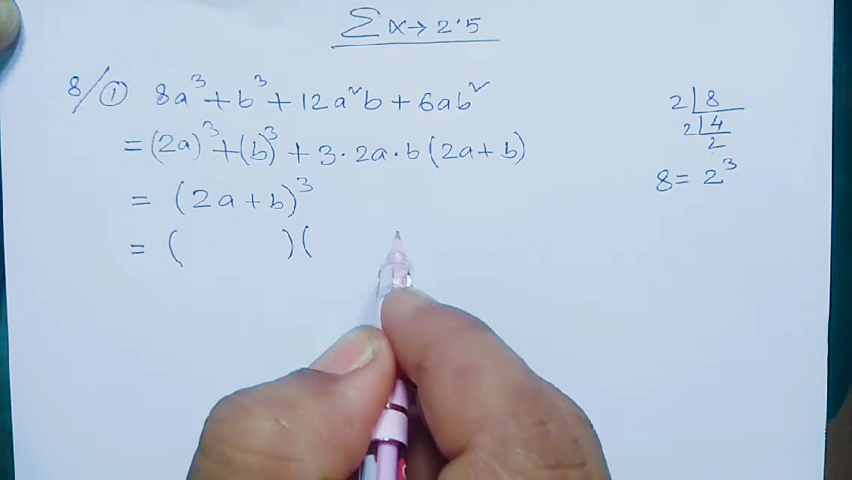 Σx→2.5
8/① 8a³ + b³ + 12a²b + 6ab²
= (2a)³ + (b)³ + 3·2a·b(2a+b)
= (2a+b)³
= ( )(
2 | 8
2 | 4
2
8 = 2³